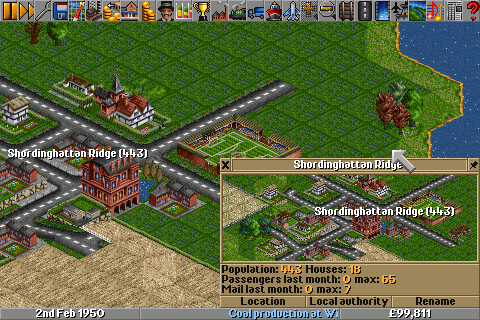 Shordinghattan Ridge (443)
Shordinghattan Ridge
Shordinghattan Ridge (443)
Population: 443 Houses: 18
Passengers last month: 0 max: 65
Mail last month: 0 max: 7
Location Local authority Rename
2nd Feb 1950 Coal production at Wi £99,811